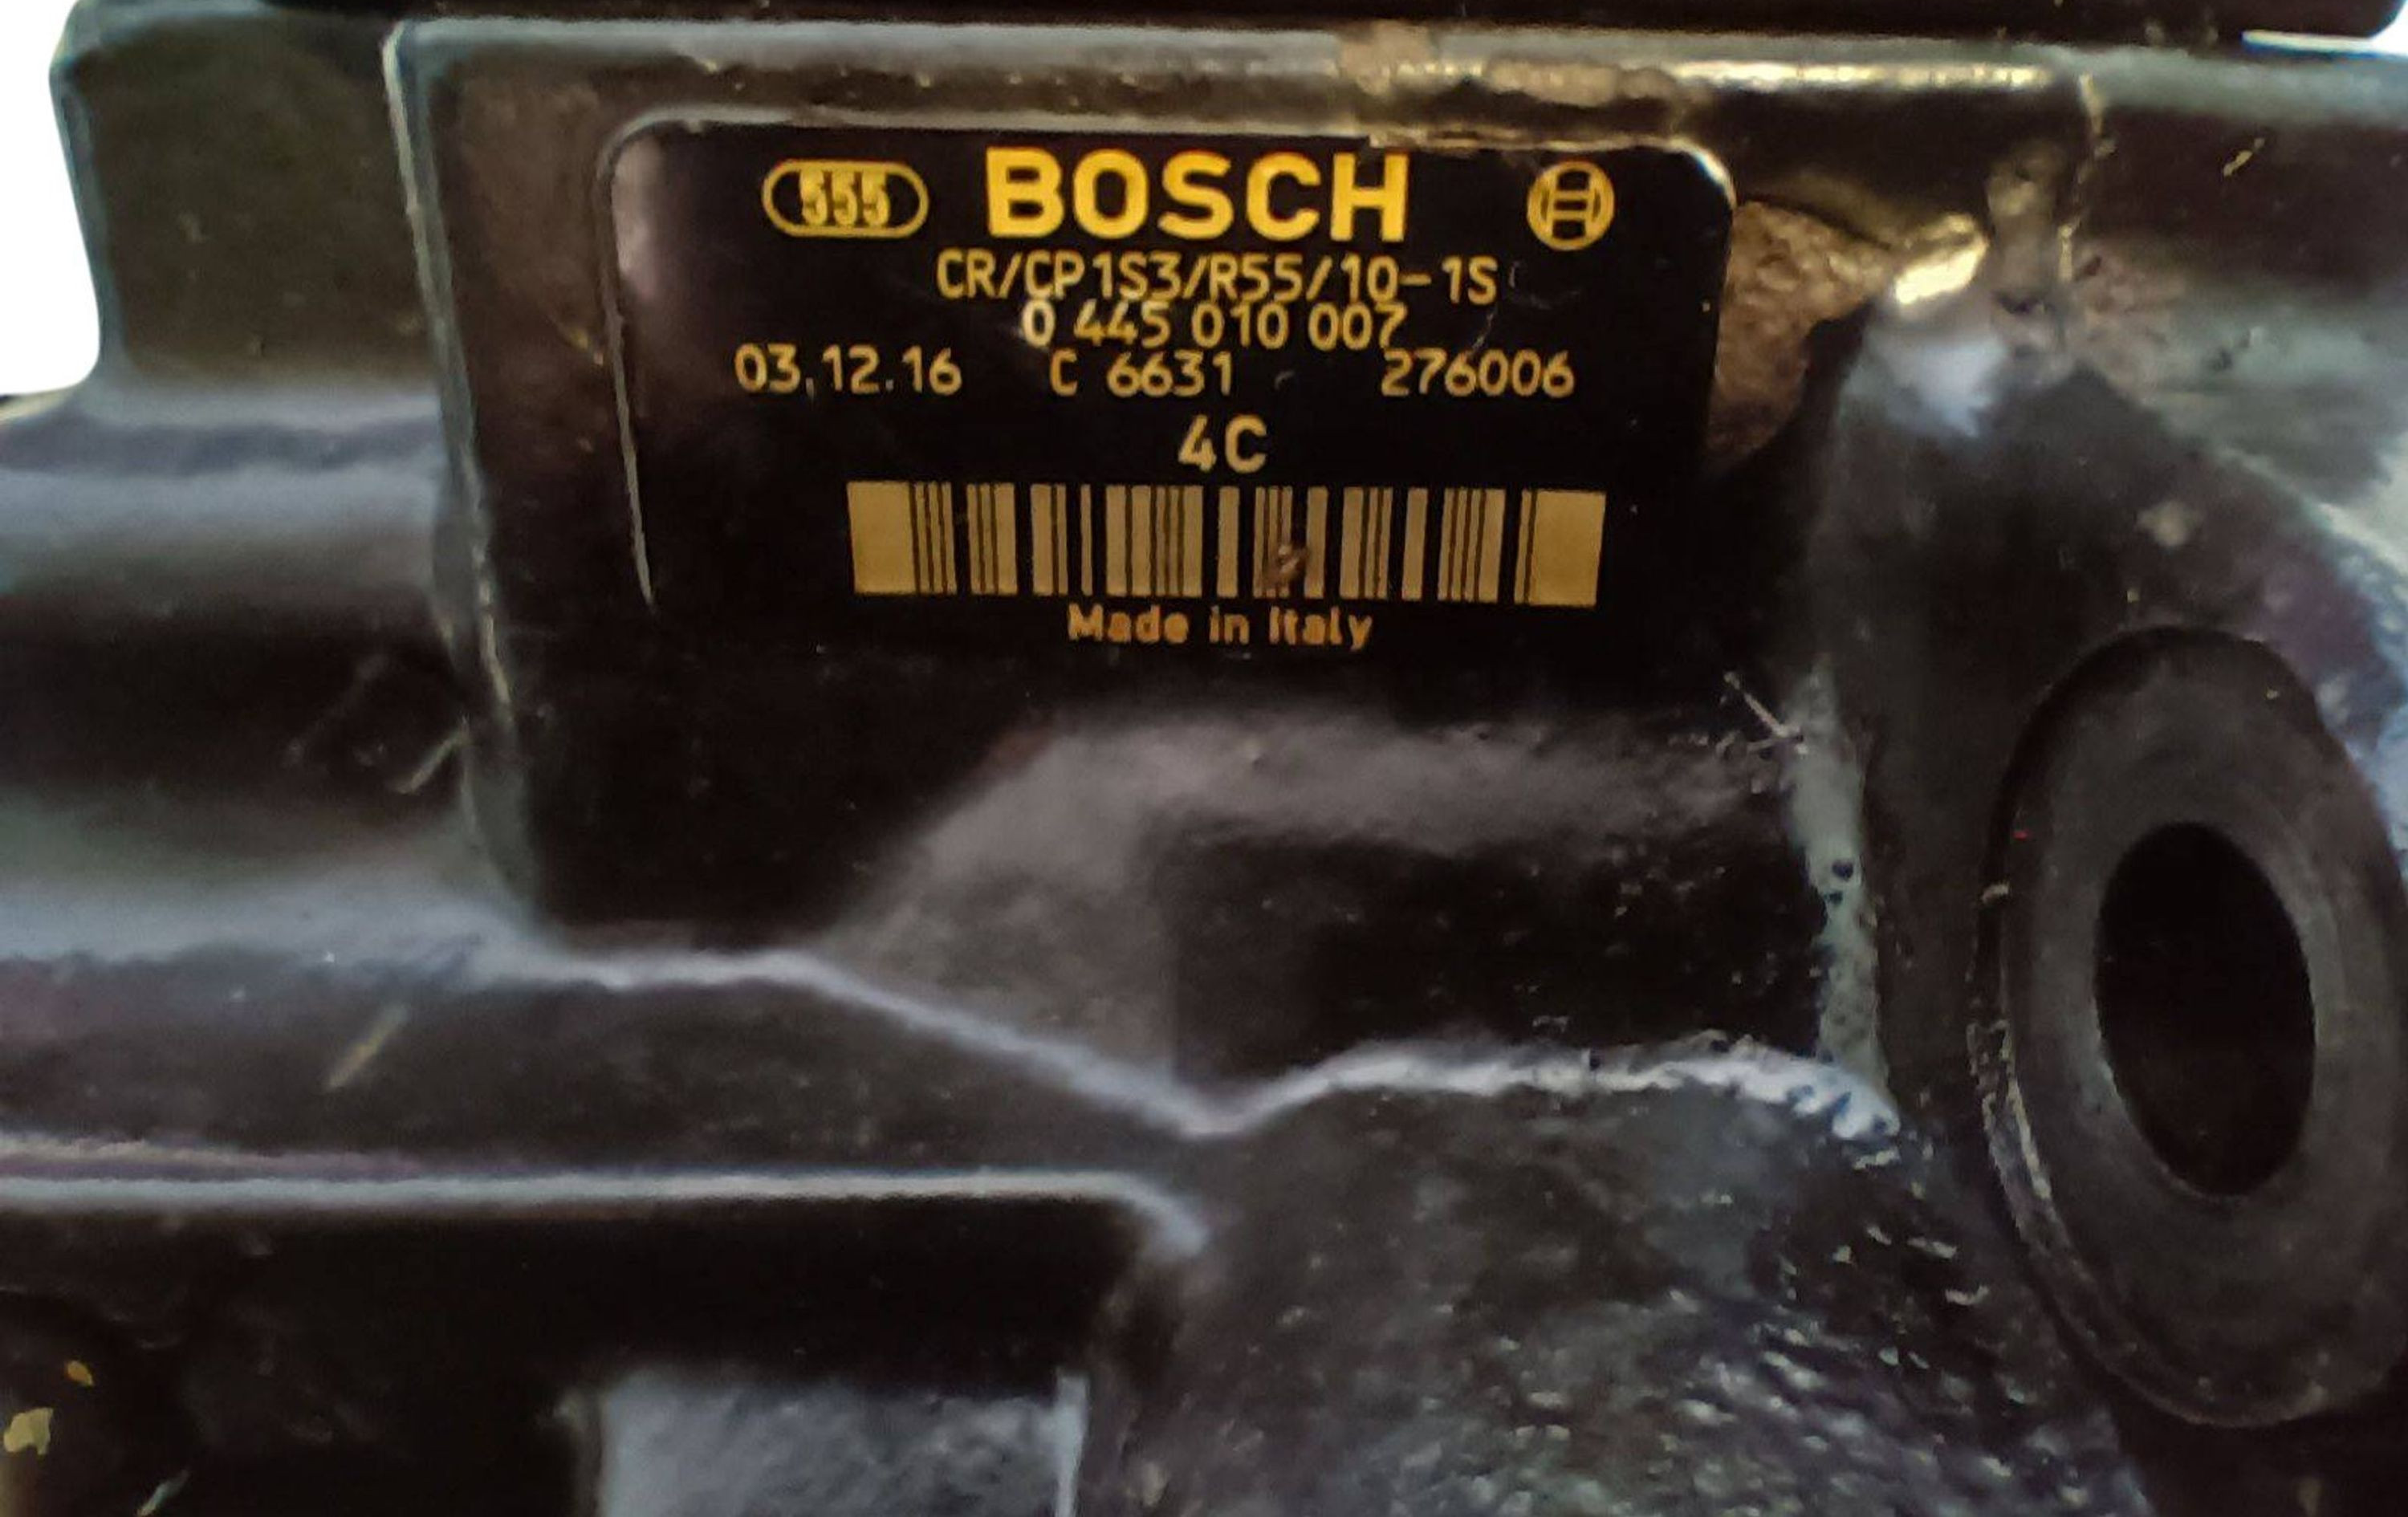 555 BOSCH
CR/CP1S3/R55/10-1S
0 445 010 007
03.12.16 C 6631 276006
4C
Made in Italy